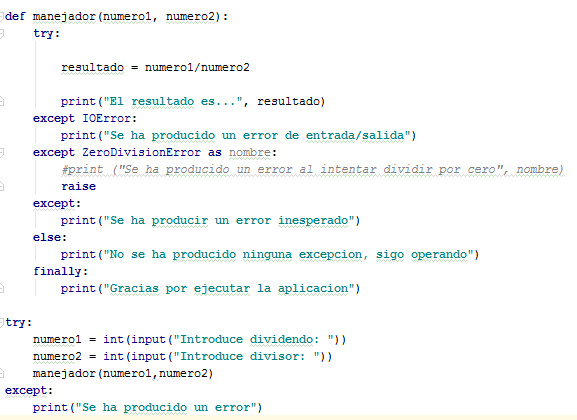 def manejador(numero1, numero2):
    try:
        resultado = numero1/numero2
        print("El resultado es...", resultado)
    except IOError:
        print("Se ha producido un error de entrada/salida")
    except ZeroDivisionError as nombre:
        #print ("Se ha producido un error al intentar dividir por cero", nombre)
        raise
    except:
        print("Se ha producir un error inesperado")
    else:
        print("No se ha producido ninguna excepcion, sigo operando")
    finally:
        print("Gracias por ejecutar la aplicacion")
try:
    numero1 = int(input("Introduce dividendo: "))
    numero2 = int(input("Introduce divisor: "))
    manejador(numero1,numero2)
except:
    print("Se ha producido un error")